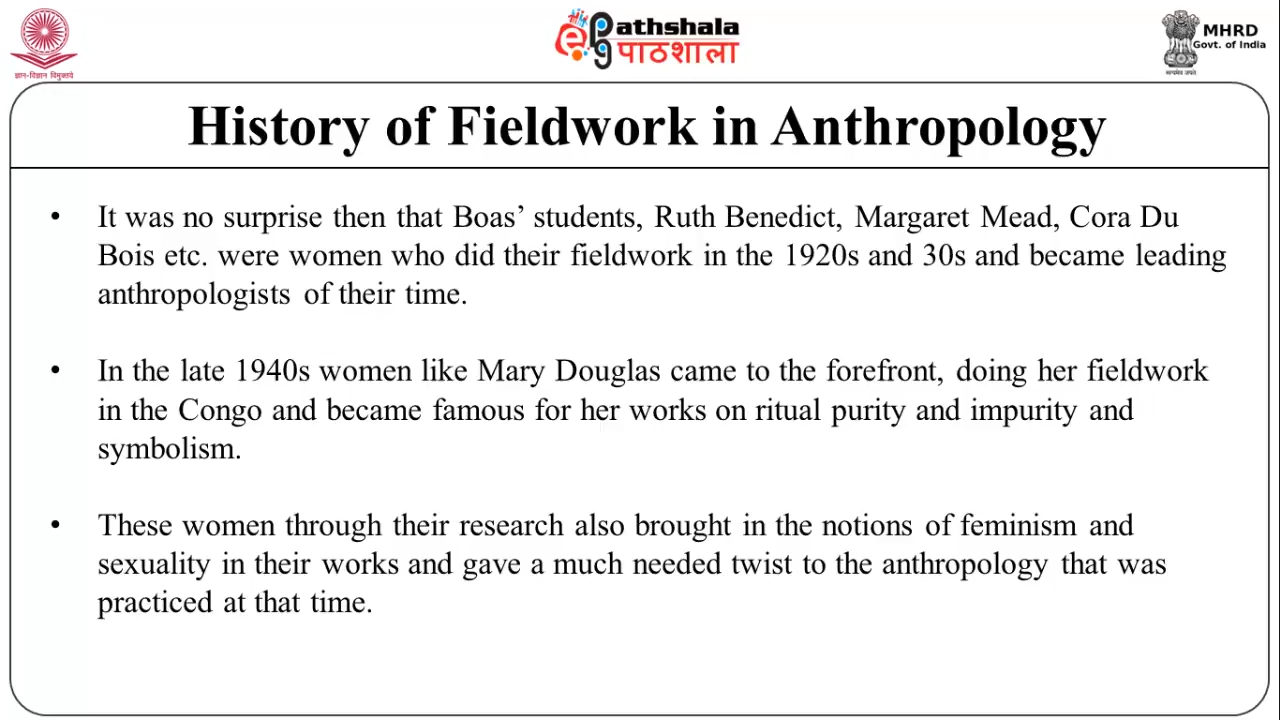 ज्ञान-विज्ञान विमुक्तये
ePathshala
पाठशाला
MHRD
Govt. of India
सत्यमेव जयते
History of Fieldwork in Anthropology
• It was no surprise then that Boas’ students, Ruth Benedict, Margaret Mead, Cora Du
Bois etc. were women who did their fieldwork in the 1920s and 30s and became leading
anthropologists of their time.
• In the late 1940s women like Mary Douglas came to the forefront, doing her fieldwork
in the Congo and became famous for her works on ritual purity and impurity and
symbolism.
• These women through their research also brought in the notions of feminism and
sexuality in their works and gave a much needed twist to the anthropology that was
practiced at that time.